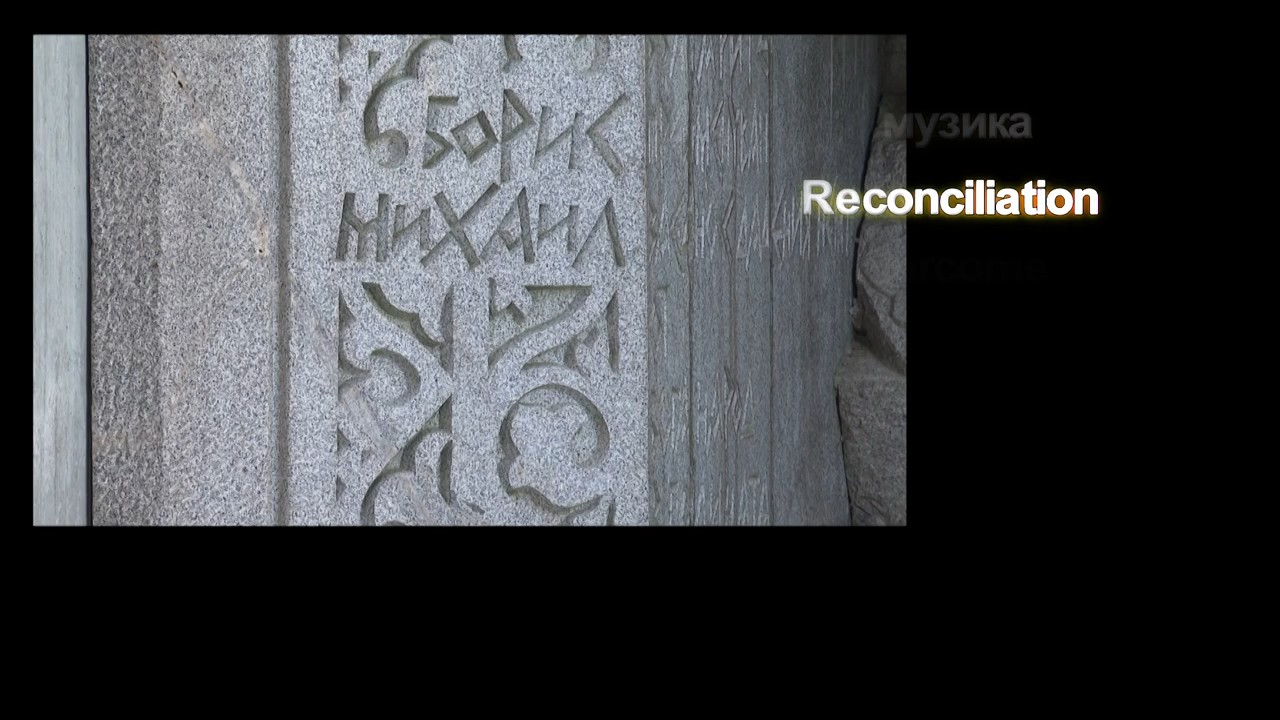 борис
михаил
музика
Reconciliation